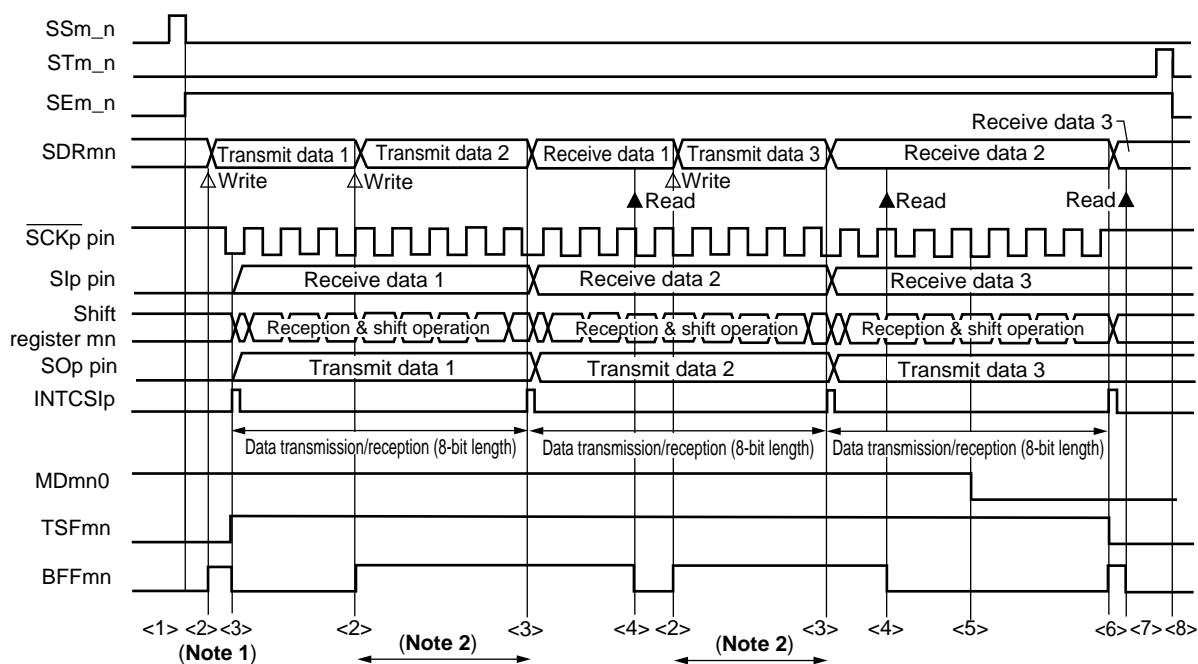 SSm_n
STm_n
SEm_n
Receive data 3
SDRmn
Transmit data 1 Transmit data 2 Receive data 1 Transmit data 3 Receive data 2
Write Write Write
Read Read Read
SCKp pin
SIp pin
Receive data 1 Receive data 2 Receive data 3
Shift
register mn
Reception & shift operation Reception & shift operation Reception & shift operation
SOp pin
Transmit data 1 Transmit data 2 Transmit data 3
INTCSIp
Data transmission/reception (8-bit length) Data transmission/reception (8-bit length) Data transmission/reception (8-bit length)
MDmn0
TSFmn
BFFmn
<1> <2> <3> <2> <3> <4> <2> <3> <4> <5> <6> <7> <8>
(Note 1) (Note 2) (Note 2)